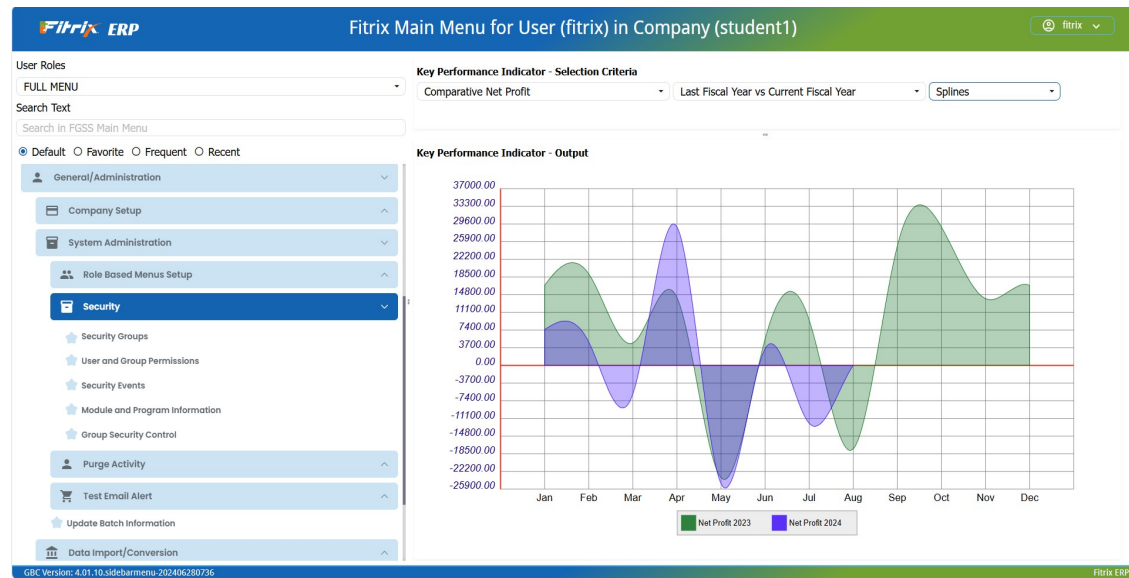 Fitrix ERP
Fitrix Main Menu for User (fitrix) in Company (student1)
fitrix
User Roles
FULL MENU
Search Text
Search in FGSS Main Menu
Default Favorite Frequent Recent
General/Administration
Company Setup
System Administration
Role Based Menus Setup
Security
Security Groups
User and Group Permissions
Security Events
Module and Program Information
Group Security Control
Purge Activity
Test Email Alert
Update Batch Information
Data Import/Conversion
Key Performance Indicator - Selection Criteria
Comparative Net Profit Last Fiscal Year vs Current Fiscal Year Splines
Key Performance Indicator - Output
37000.00
33300.00
29600.00
25900.00
22200.00
18500.00
14800.00
11100.00
7400.00
3700.00
0.00
-3700.00
-7400.00
-11100.00
-14800.00
-18500.00
-22200.00
-25900.00
Jan Feb Mar Apr May Jun Jul Aug Sep Oct Nov Dec
Net Profit 2023 Net Profit 2024
GBC Version: 4.01.10.sidebarmenu-202406280736
Fitrix ERP